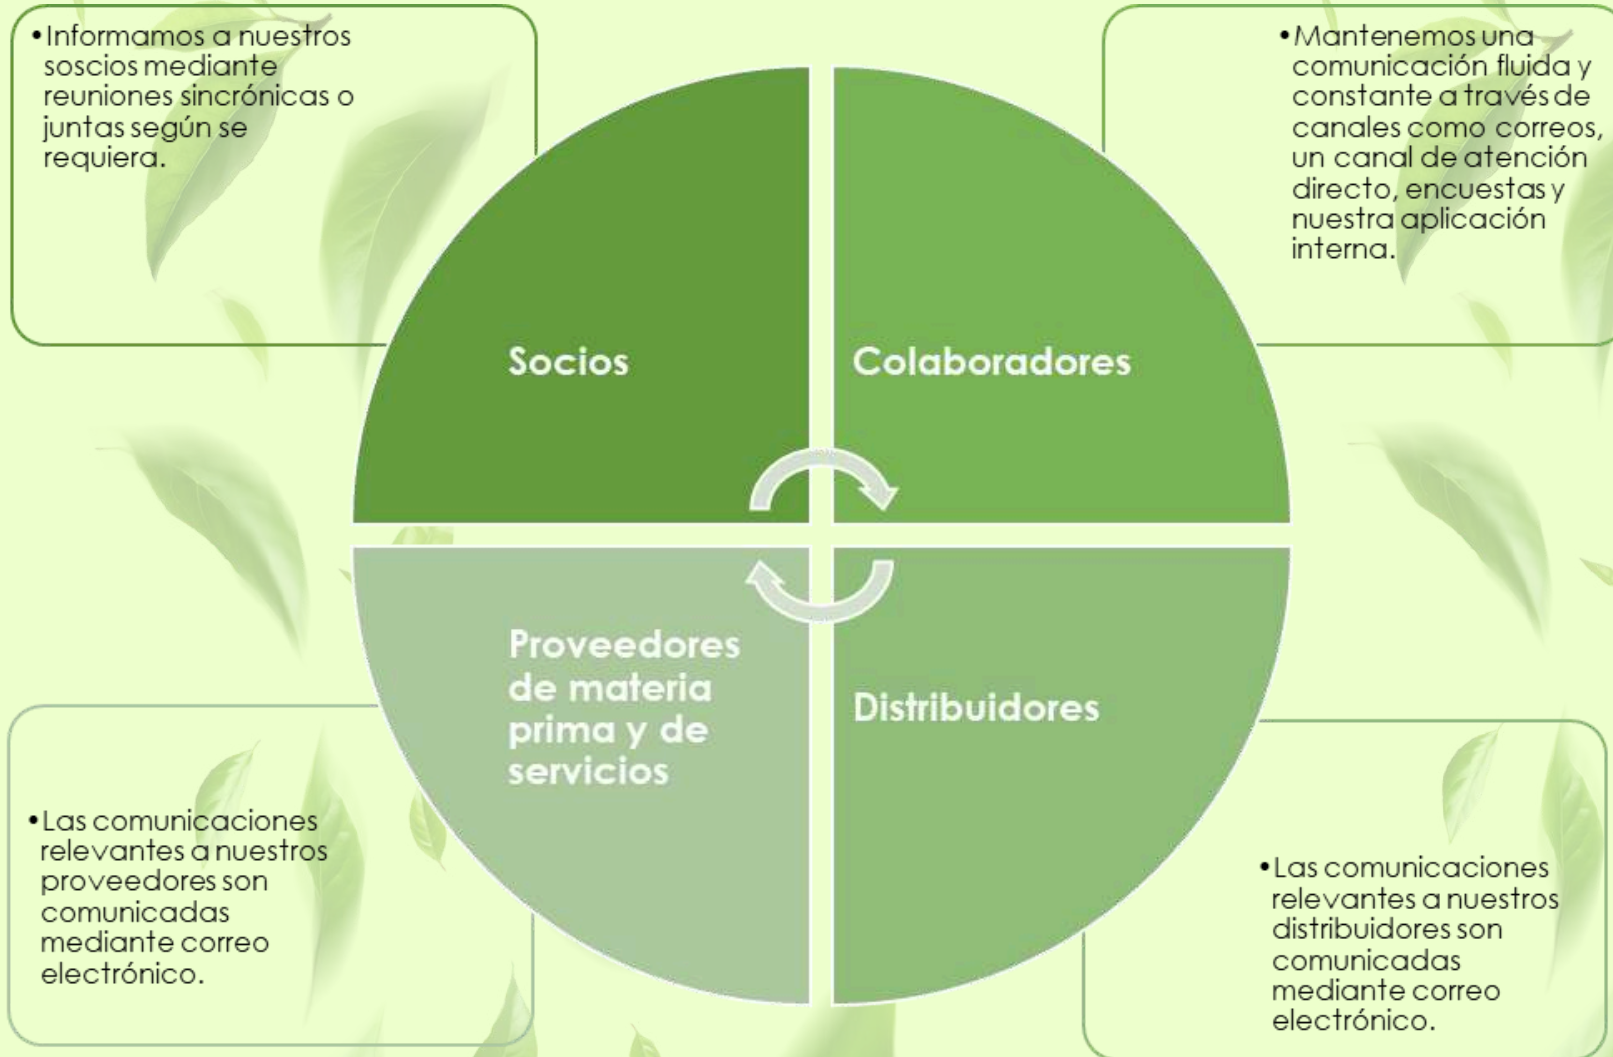 •Informamos a nuestros
soscios mediante
reuniones sincrónicas o
juntas según se
requiera.
•Mantenemos una
comunicación fluida y
constante a través de
canales como correos,
un canal de atención
directo, encuestas y
nuestra aplicación
interna.
Socios
Colaboradores
Proveedores
de materia
prima y de
servicios
Distribuidores
•Las comunicaciones
relevantes a nuestros
proveedores son
comunicadas
mediante correo
electrónico.
•Las comunicaciones
relevantes a nuestros
distribuidores son
comunicadas
mediante correo
electrónico.